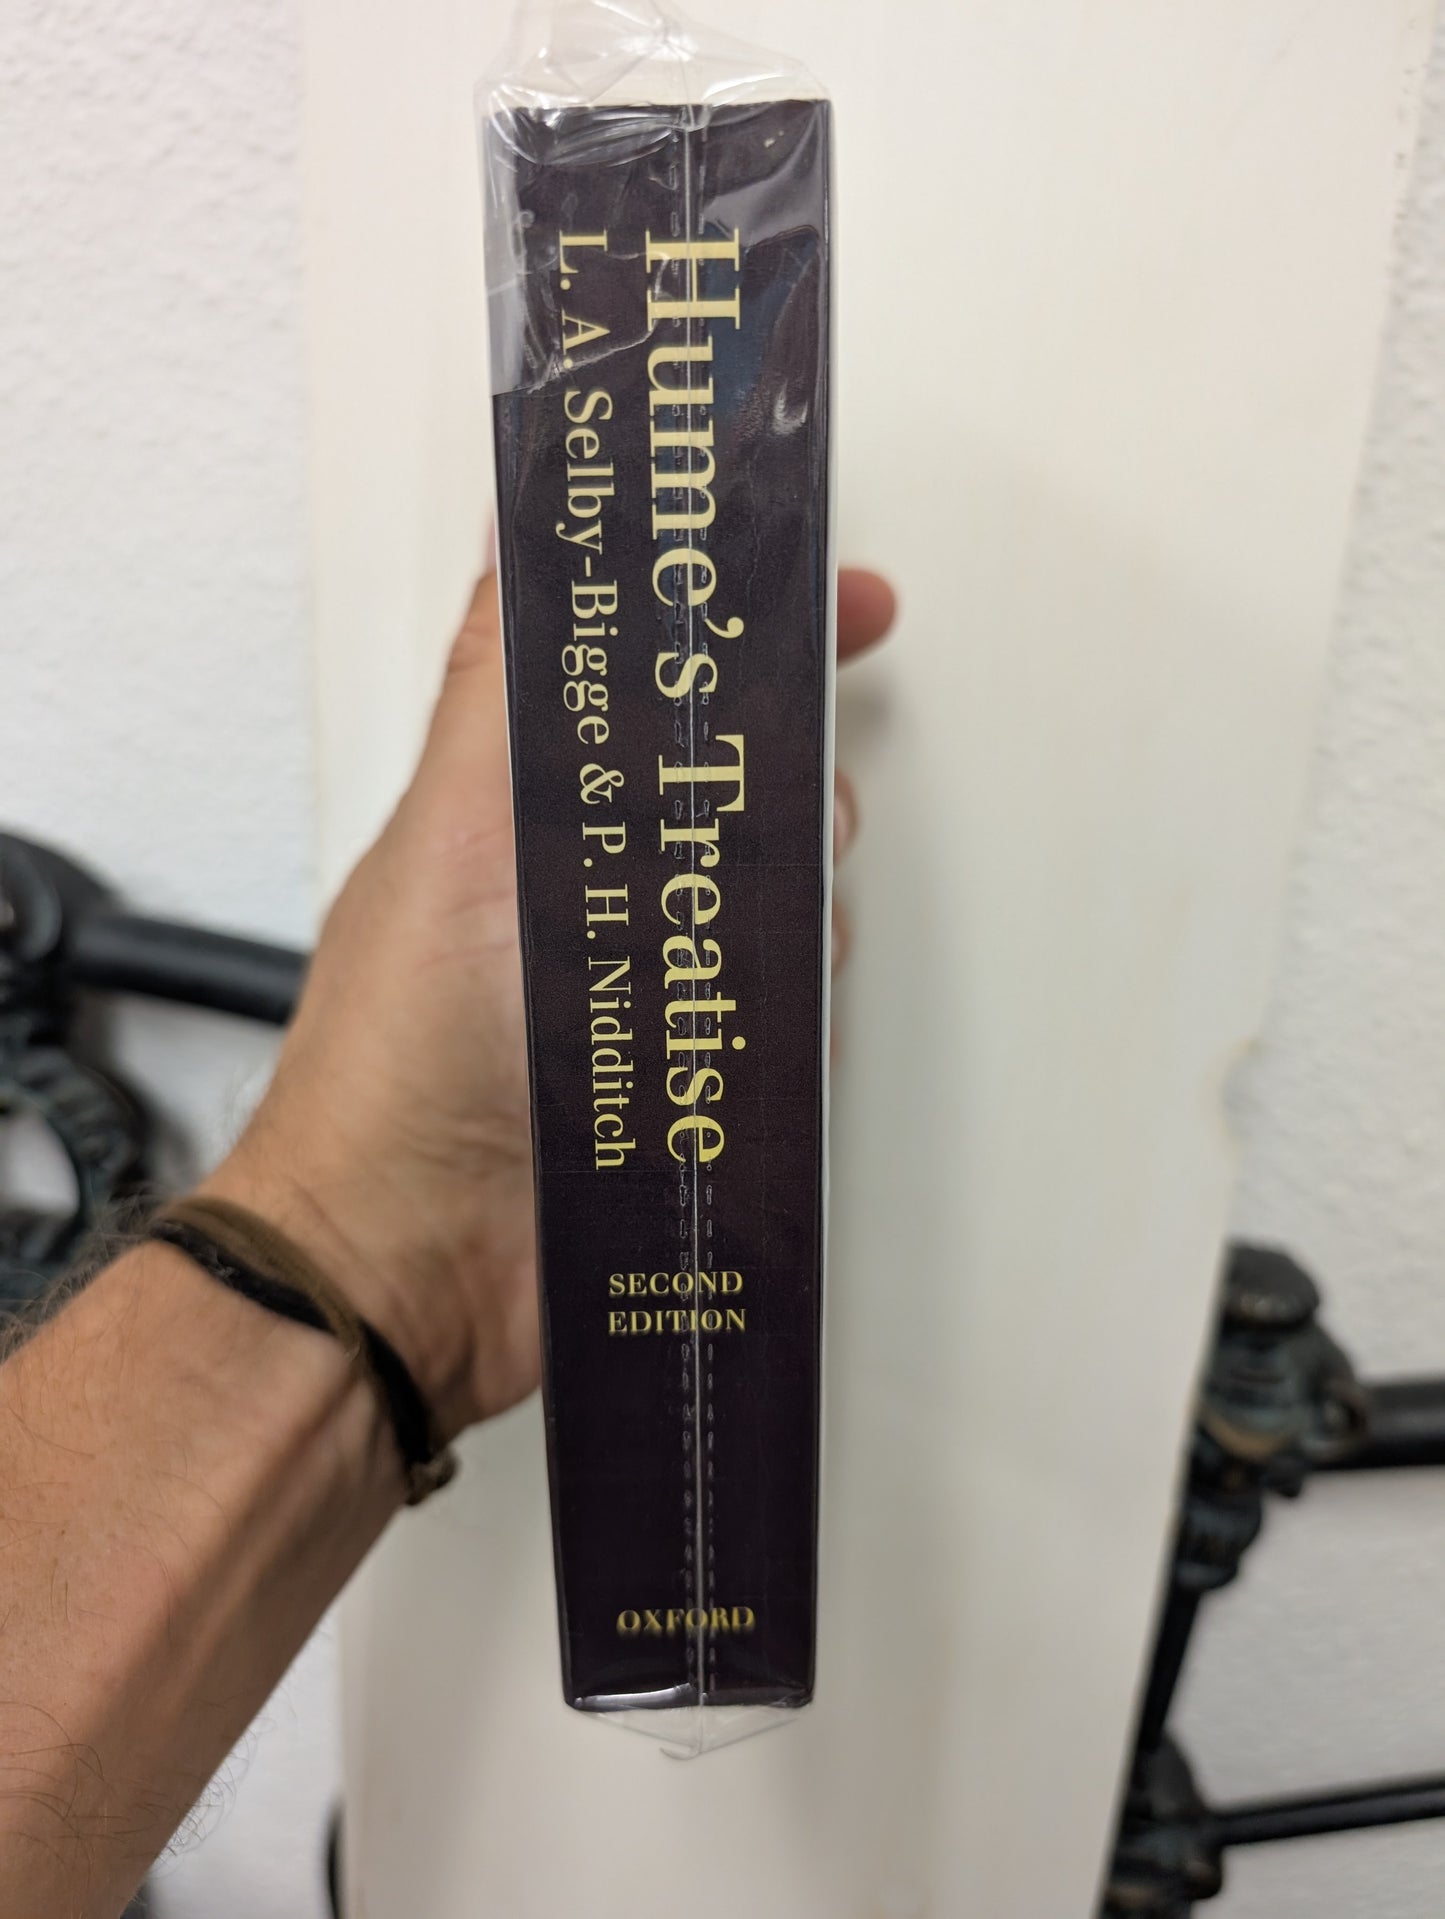 Hume's Treatise
L. A. Selby-Bigge & P. H. Nidditch
SECOND
EDITION
OXFORD